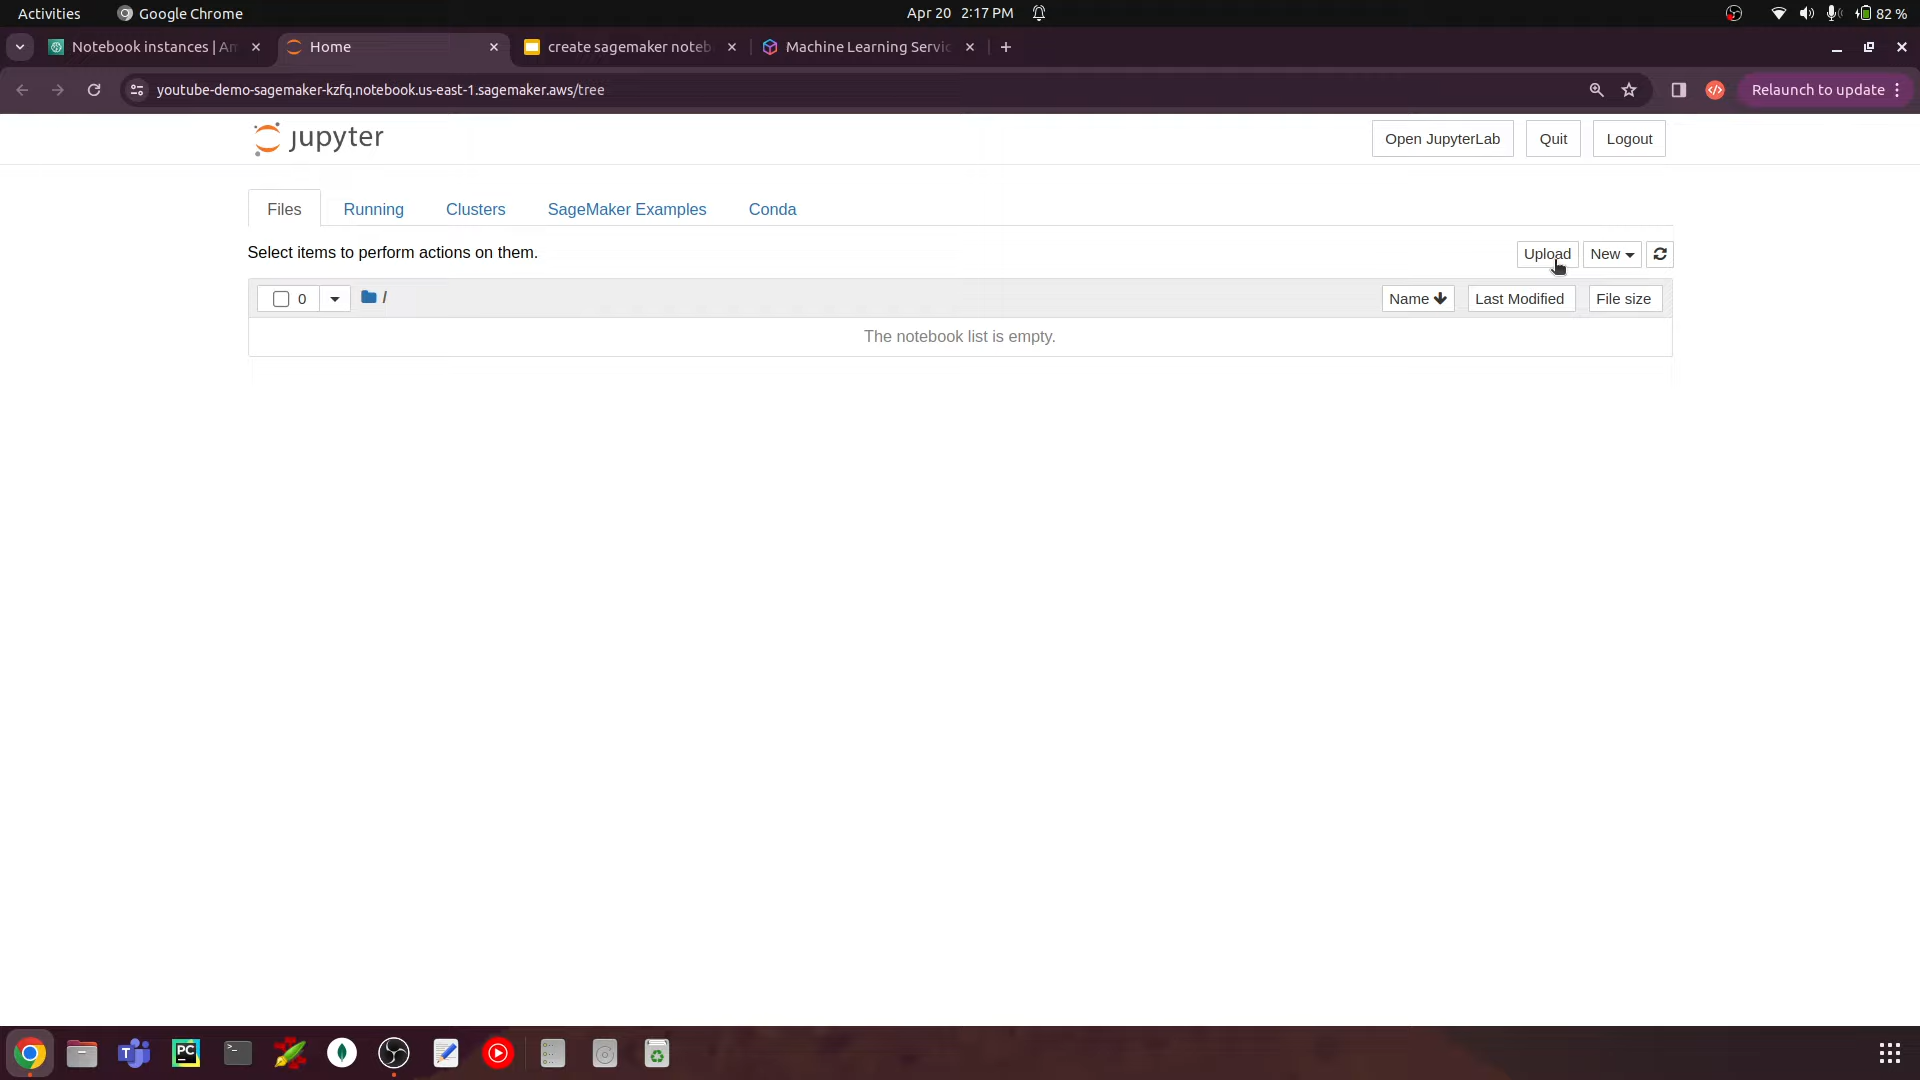 Activities Google Chrome Apr 20 2:17 PM 82 %
Notebook instances | Am Home create sagemaker noteb Machine Learning Servic
youtube-demo-sagemaker-kzfq.notebook.us-east-1.sagemaker.aws/tree Relaunch to update
jupyter Open JupyterLab Quit Logout
Files Running Clusters SageMaker Examples Conda
Select items to perform actions on them. Upload New
0 / Name Last Modified File size
The notebook list is empty.
PC